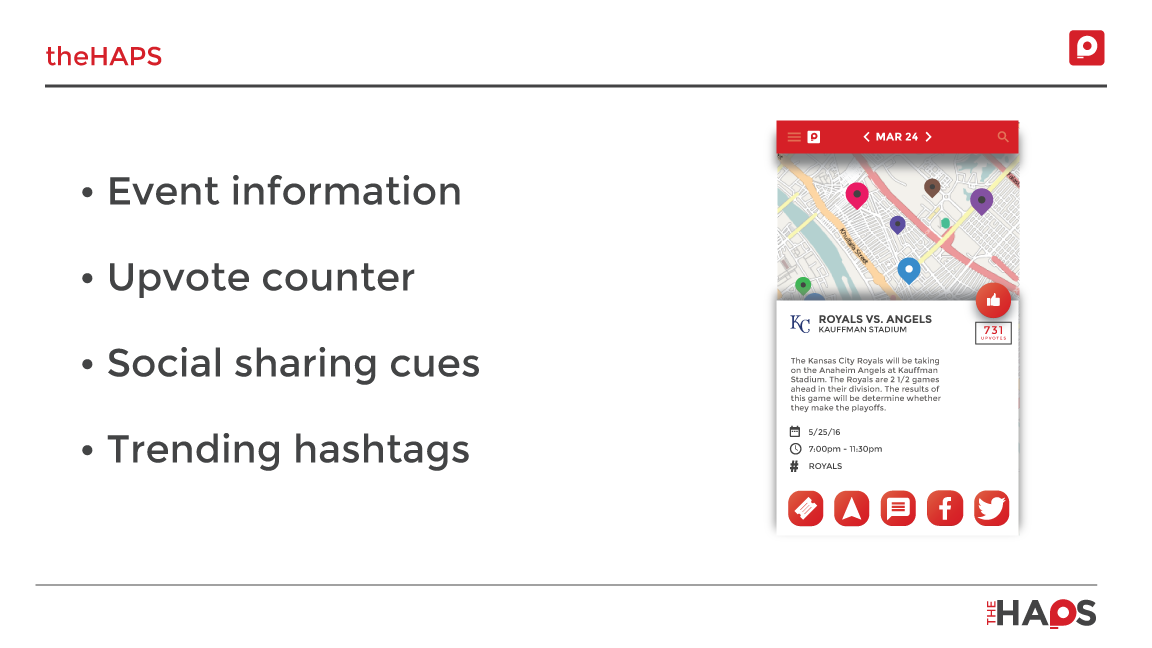 theHAPS
• Event information
• Upvote counter
• Social sharing cues
• Trending hashtags
MAR 24
Khulafa Street
KC
ROYALS VS. ANGELS
KAUFFMAN STADIUM
731
UPVOTES
The Kansas City Royals will be taking
on the Anaheim Angels at Kauffman
Stadium. The Royals are 2 1/2 games
ahead in their division. The results of
this game will be determine whether
they make the playoffs.
5/25/16
7:00pm - 11:30pm
# ROYALS
THE HAPS